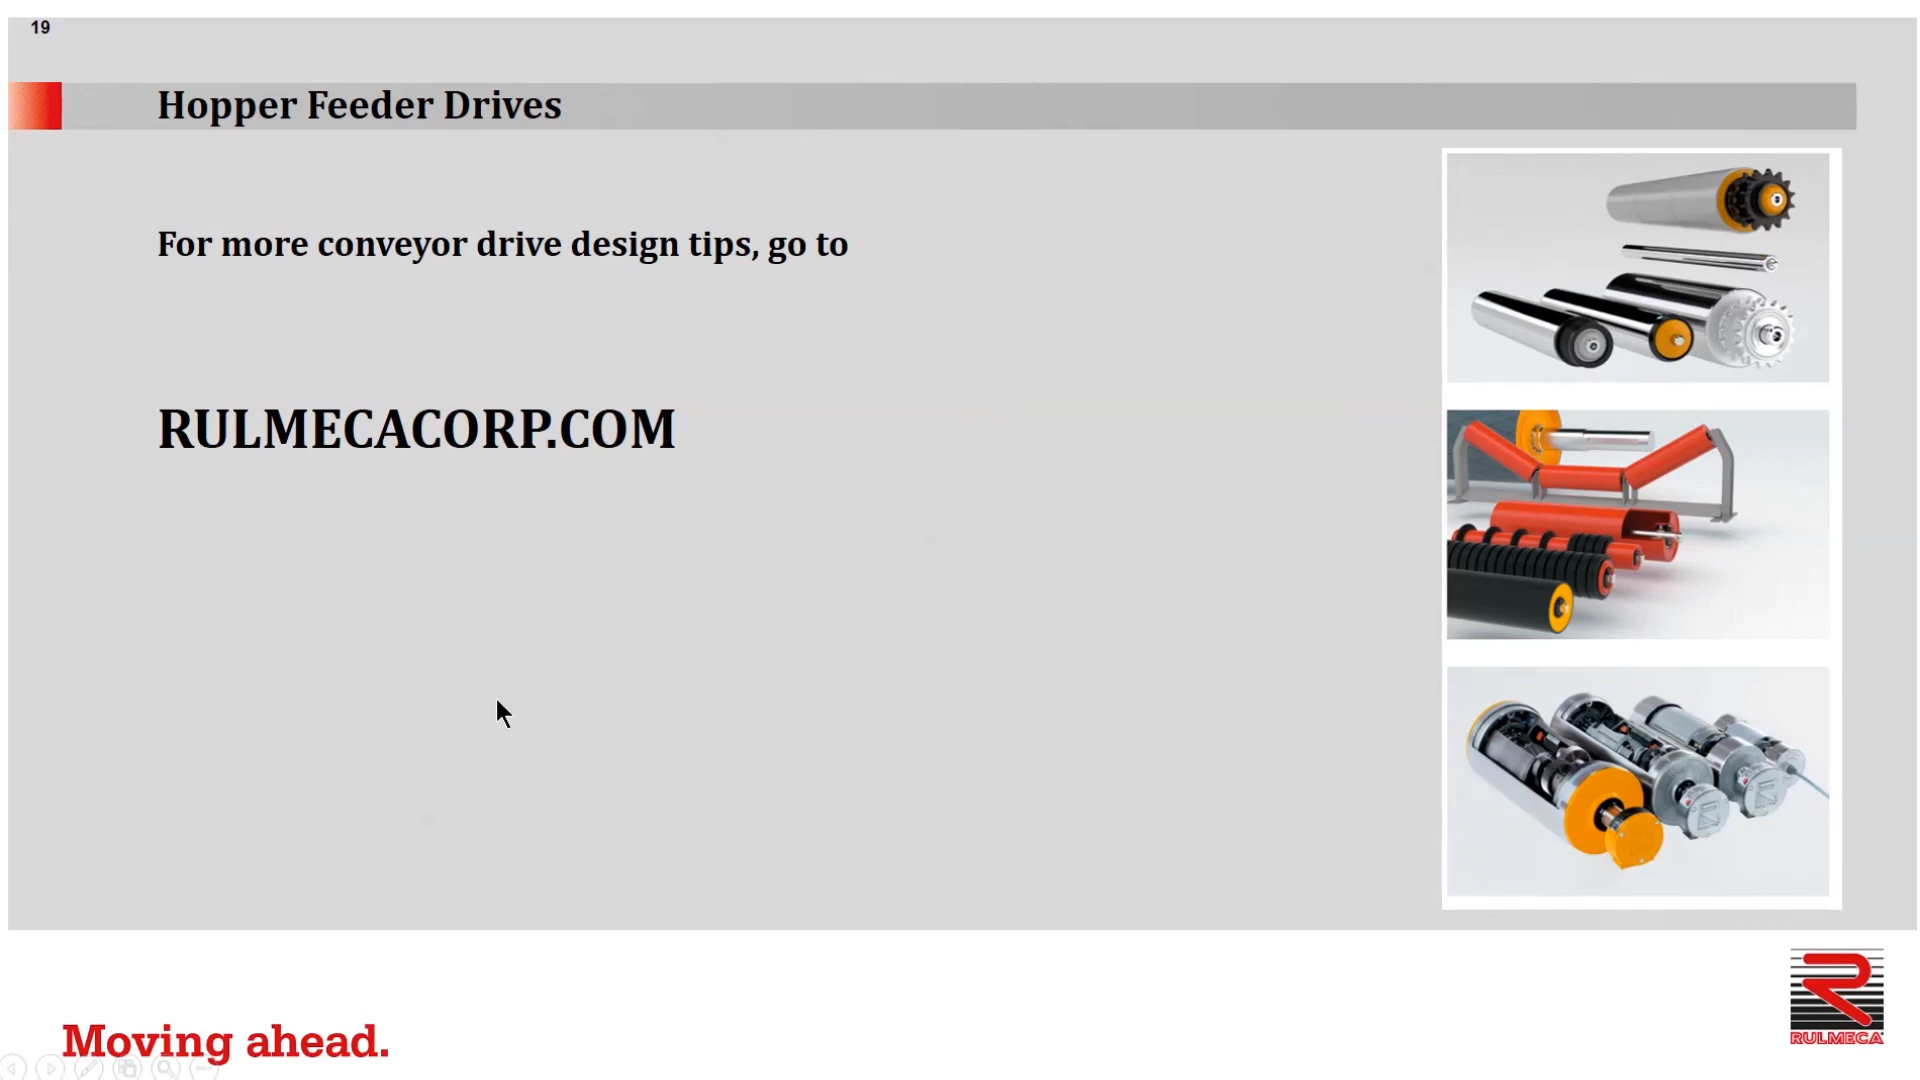 19
Hopper Feeder Drives
For more conveyor drive design tips, go to
RULMECACORP.COM
Moving ahead.
RULMECA